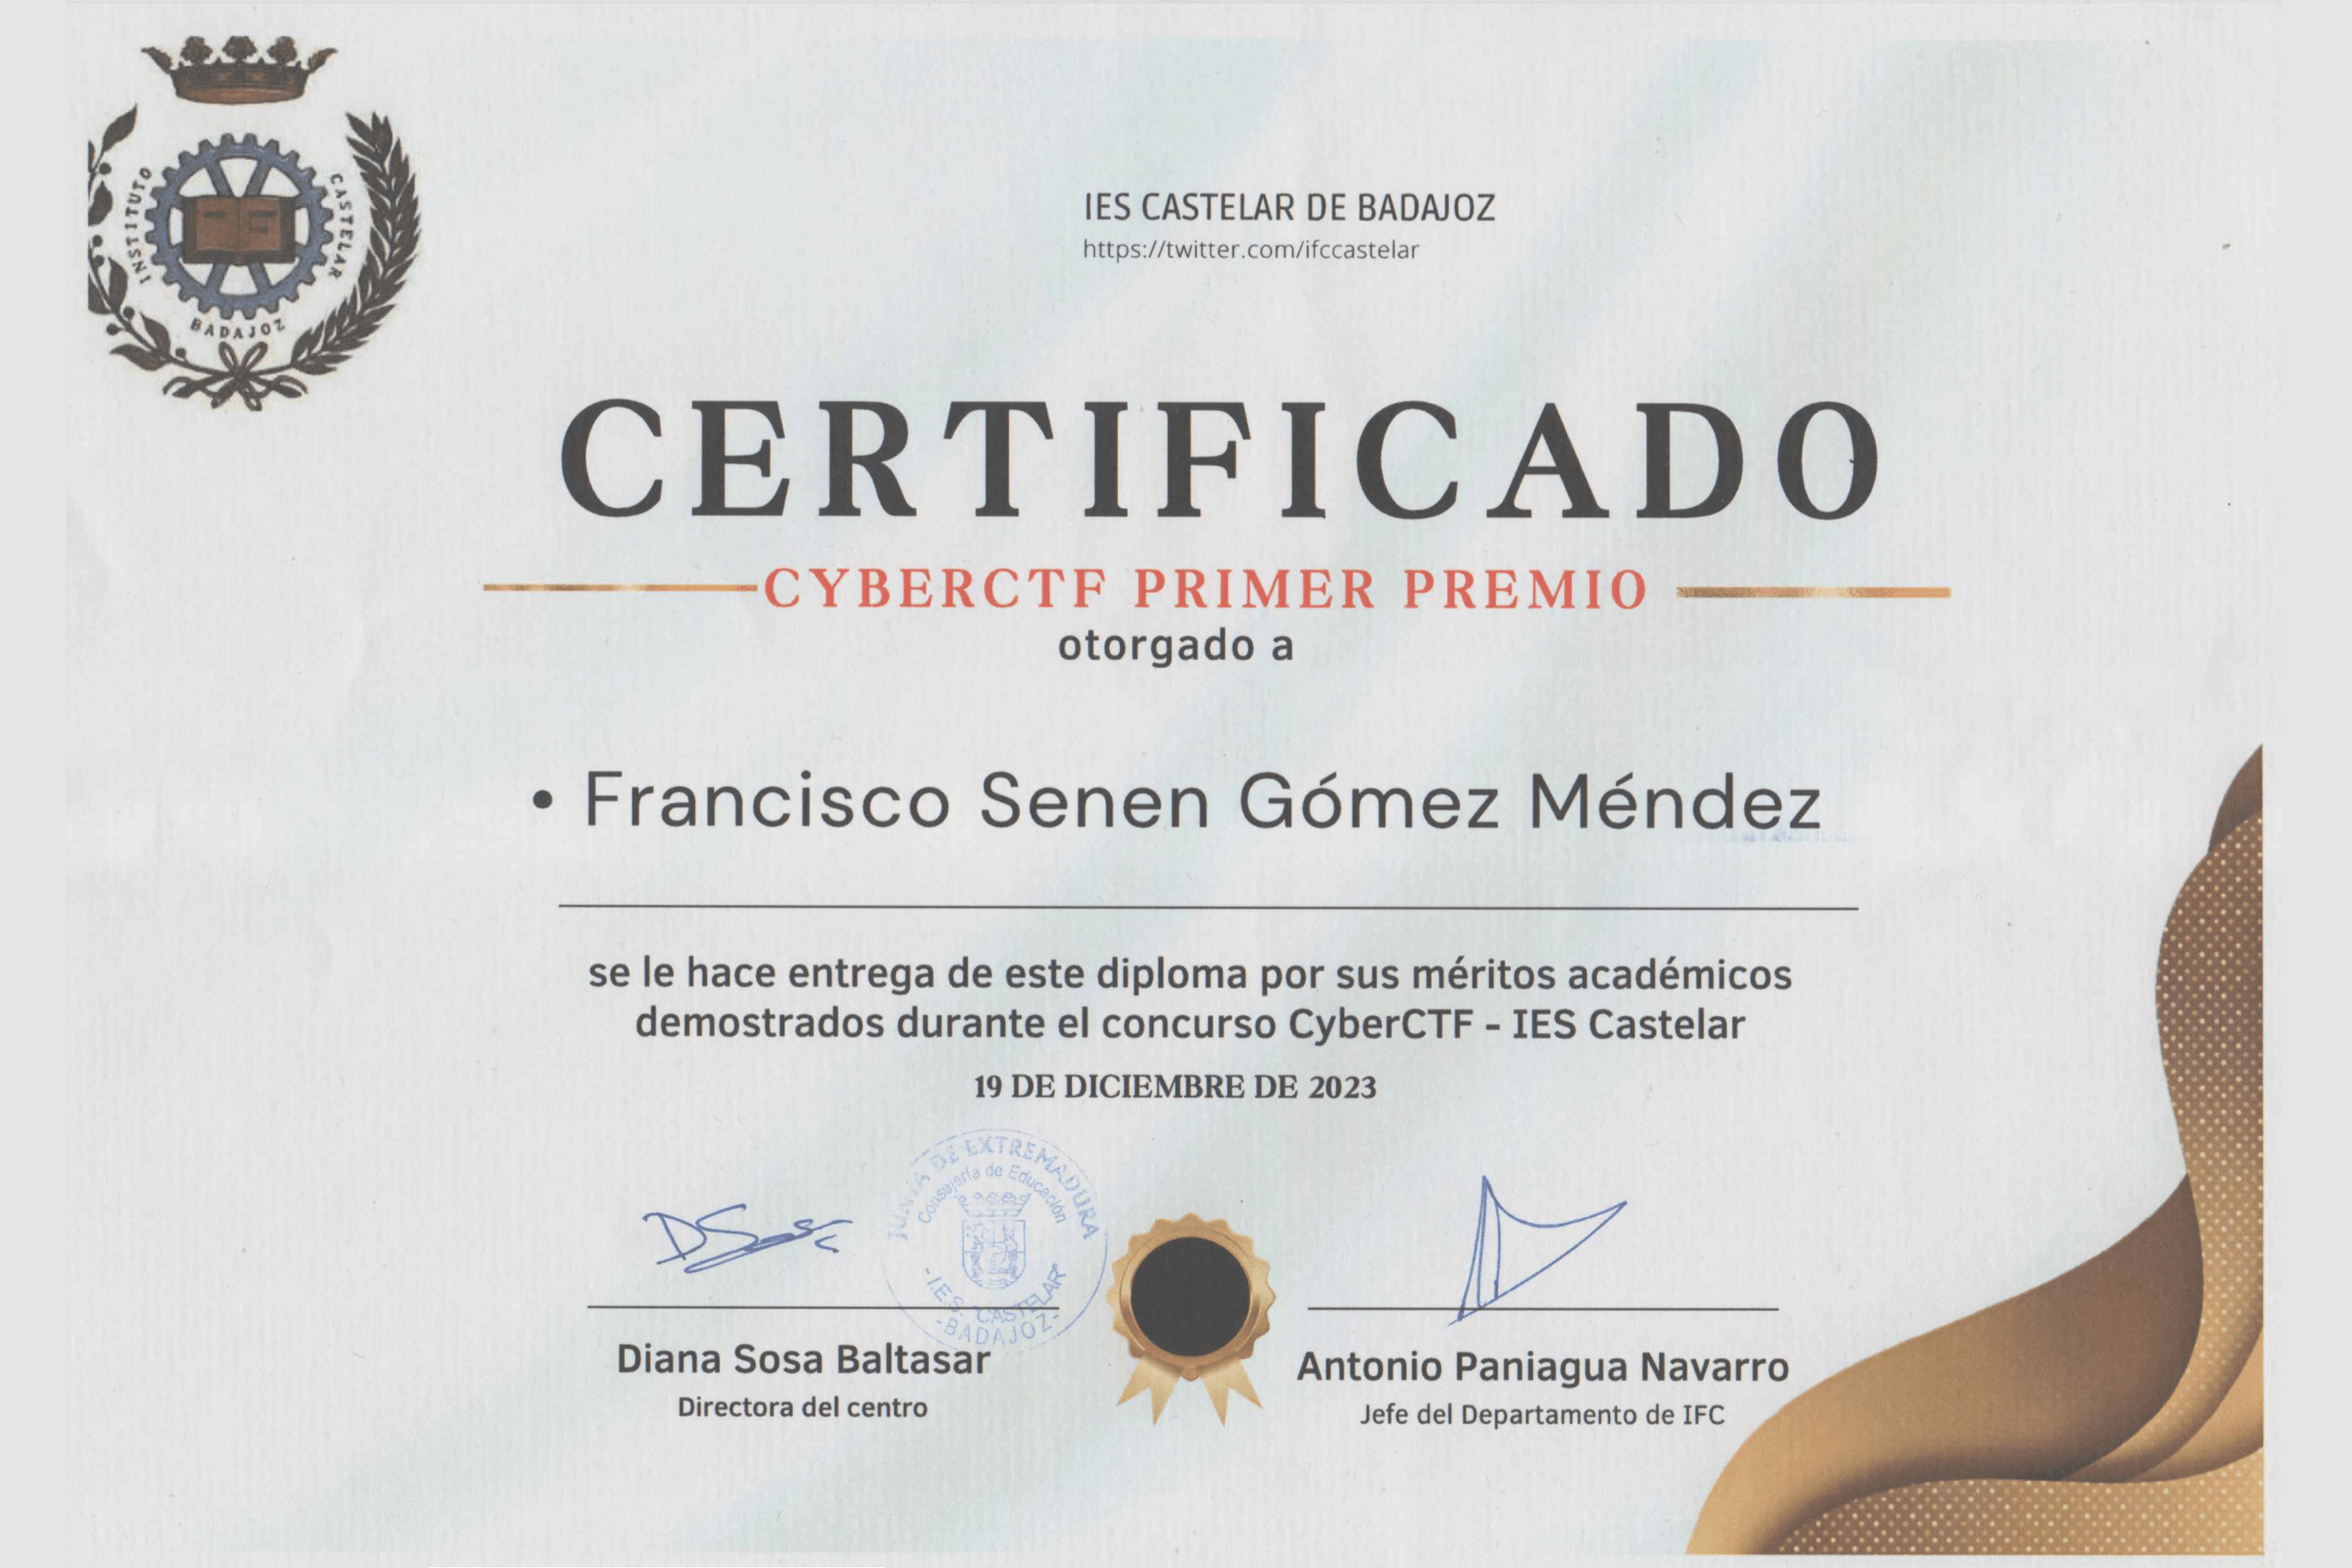 INSTITUTO CASTELAR
BADAJOZ
IES CASTELAR DE BADAJOZ
https://twitter.com/ifccastelar
CERTIFICADO
CYBERCTF PRIMER PREMIO
otorgado a
• Francisco Senen Gómez Méndez
se le hace entrega de este diploma por sus méritos académicos
demostrados durante el concurso CyberCTF - IES Castelar
19 DE DICIEMBRE DE 2023
JUNTA DE EXTREMADURA
Consejería de Educación
-I.E.S. "CASTELAR"
-BADAJOZ-
Diana Sosa Baltasar
Directora del centro
Antonio Paniagua Navarro
Jefe del Departamento de IFC